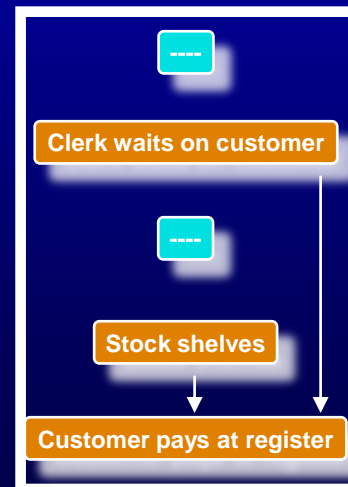 ----
Clerk waits on customer
----
Stock shelves
Customer pays at register